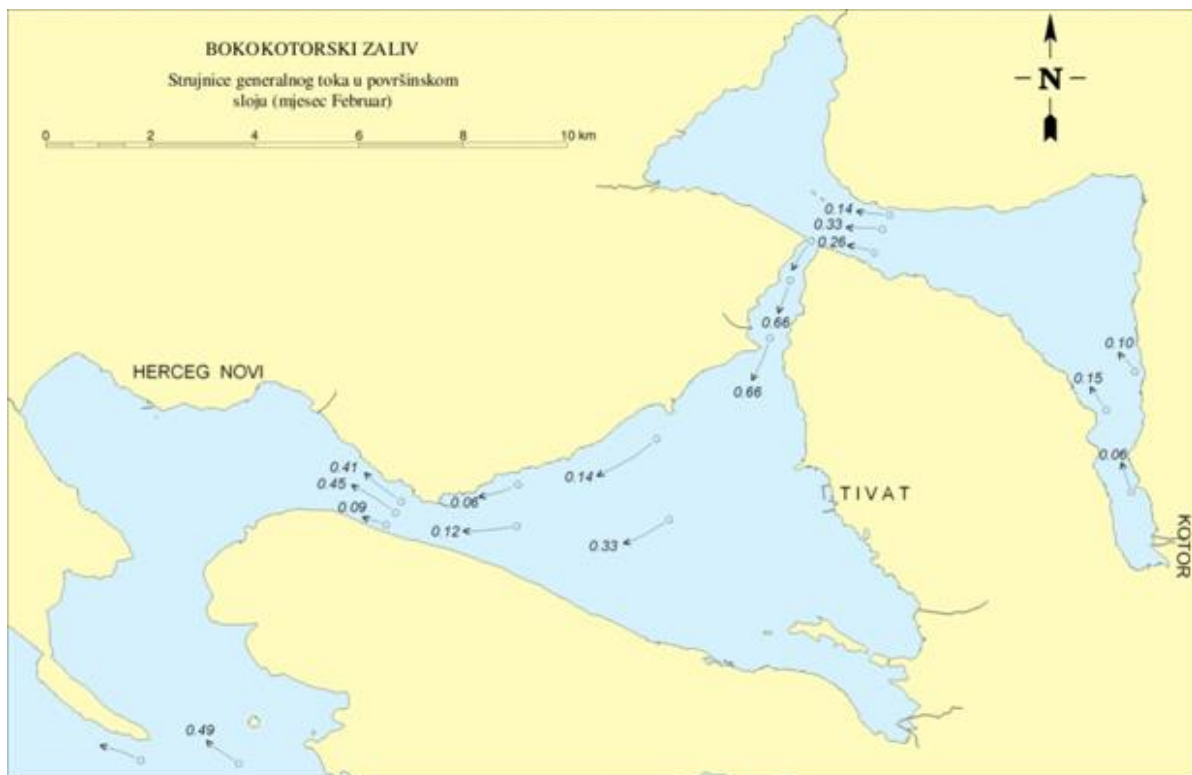 BOKOKOTORSKI ZALIV
Strujnice generalnog toka u površinskom
sloju (mjesec Februar)
0 2 4 6 8 10 km
N
0.14
0.33
0.26
0.66
0.66
0.10
0.15
0.06
HERCEG NOVI
0.41
0.45
0.09
0.06
0.12
0.14
0.33
TIVAT
KOTOR
0.49